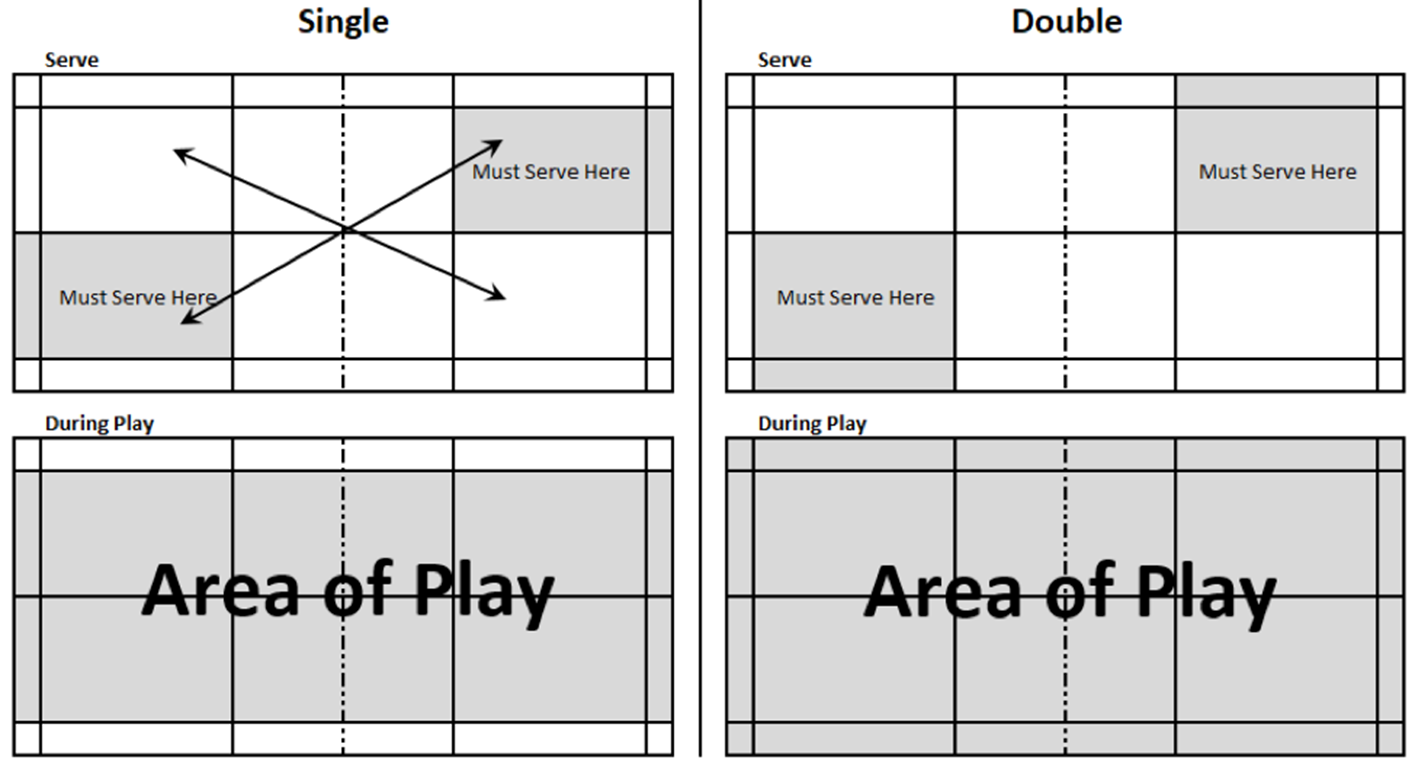 Single
Serve
Must Serve Here
Must Serve Here
During Play
Area of Play
Double
Serve
Must Serve Here
Must Serve Here
During Play
Area of Play